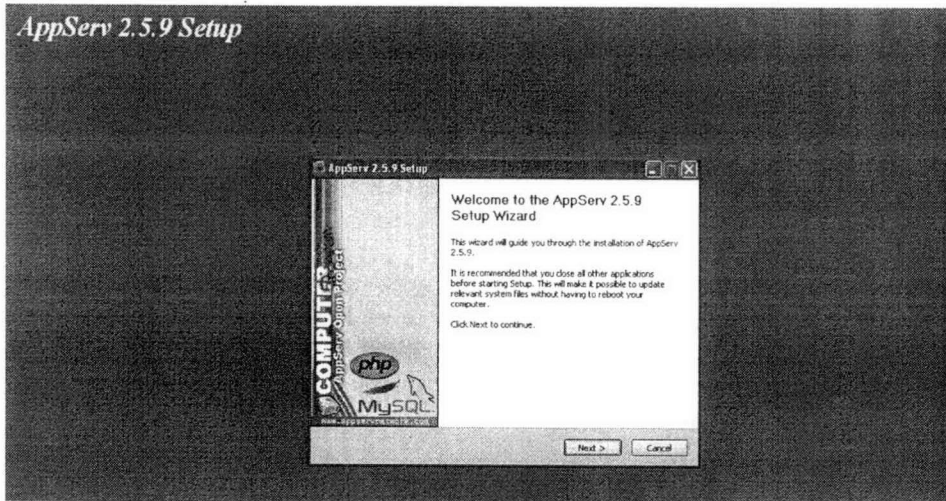 AppServ 2.5.9 Setup
AppServ 2.5.9 Setup
Welcome to the AppServ 2.5.9
Setup Wizard
This wizard will guide you through the installation of AppServ
2.5.9.
It is recommended that you close all other applications
before starting Setup. This will make it possible to update
relevant system files without having to reboot your
computer.
Click Next to continue.
COMPUTER
AppServ Open Project
php
MySQL
www.appservnetwork.com
Next >
Cancel